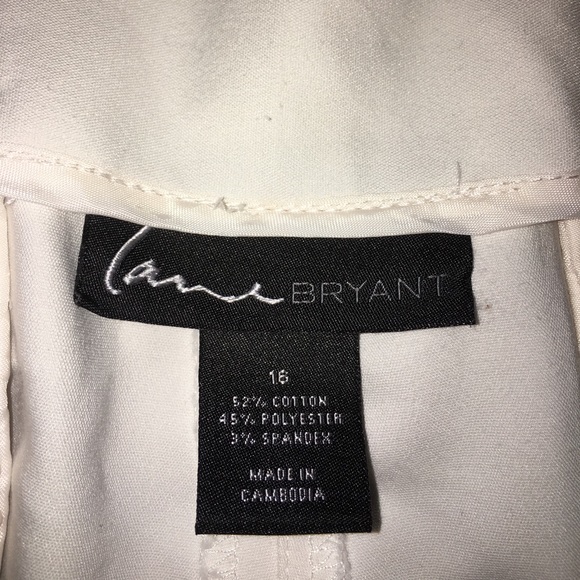 Lane BRYANT
16
52% COTTON
45% POLYESTER
3% SPANDEX
MADE IN
CAMBODIA